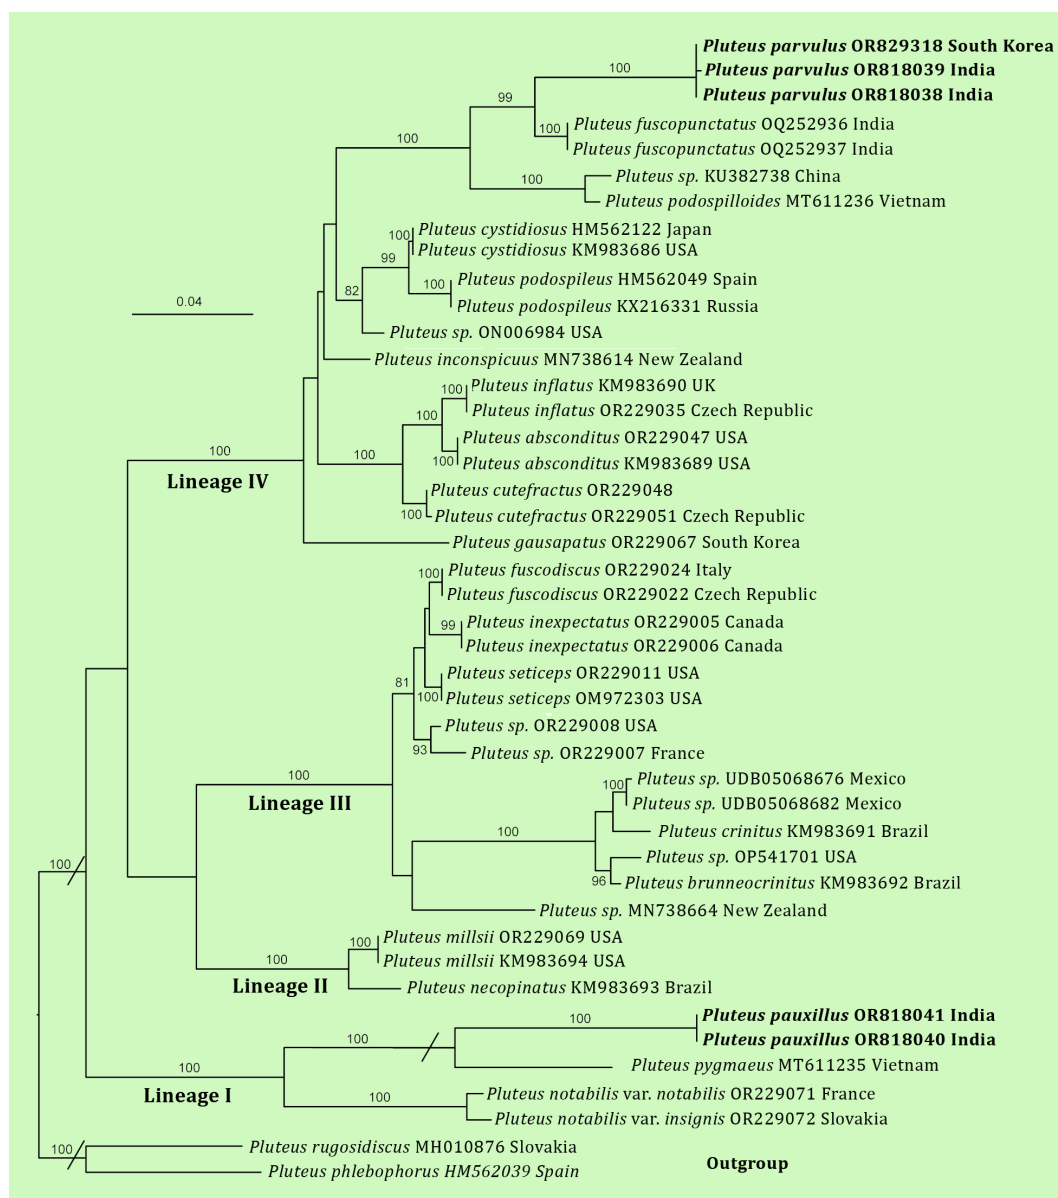 Pluteus parvulus OR829318 South Korea
100
Pluteus parvulus OR818039 India
Pluteus parvulus OR818038 India
99
Pluteus fuscopunctatus OQ252936 India
100
100
Pluteus fuscopunctatus OQ252937 India
Pluteus sp. KU382738 China
100
Pluteus podospilloides MT611236 Vietnam
Pluteus cystidiosus HM562122 Japan
100
Pluteus cystidiosus KM983686 USA
99
Pluteus podospileus HM562049 Spain
100
82
0.04
Pluteus podospileus KX216331 Russia
Pluteus sp. ON006984 USA
Pluteus inconspicuus MN738614 New Zealand
Pluteus inflatus KM983690 UK
100
Pluteus inflatus OR229035 Czech Republic
100
Pluteus absconditus OR229047 USA
100
100
100
Lineage IV
Pluteus absconditus KM983689 USA
Pluteus cutefractus OR229048
100
Pluteus cutefractus OR229051 Czech Republic
Pluteus gausapatus OR229067 South Korea
Pluteus fuscodiscus OR229024 Italy
100
Pluteus fuscodiscus OR229022 Czech Republic
Pluteus inexpectatus OR229005 Canada
99
Pluteus inexpectatus OR229006 Canada
Pluteus seticeps OR229011 USA
81
100
Pluteus seticeps OM972303 USA
Pluteus sp. OR229008 USA
93
Pluteus sp. OR229007 France
100
Lineage III
Pluteus sp. UDB05068676 Mexico
100
Pluteus sp. UDB05068682 Mexico
Pluteus crinitus KM983691 Brazil
100
Pluteus sp. OP541701 USA
100
96
Pluteus brunneocrinitus KM983692 Brazil
Pluteus sp. MN738664 New Zealand
Pluteus millsii OR229069 USA
100
Pluteus millsii KM983694 USA
100
Lineage II
Pluteus necopinatus KM983693 Brazil
Pluteus pauxillus OR818041 India
100
Pluteus pauxillus OR818040 India
100
Pluteus pygmaeus MT611235 Vietnam
100
Lineage I
Pluteus notabilis var. notabilis OR229071 France
100
Pluteus notabilis var. insignis OR229072 Slovakia
Pluteus rugosidiscus MH010876 Slovakia
100
Pluteus phlebophorus HM562039 Spain
Outgroup